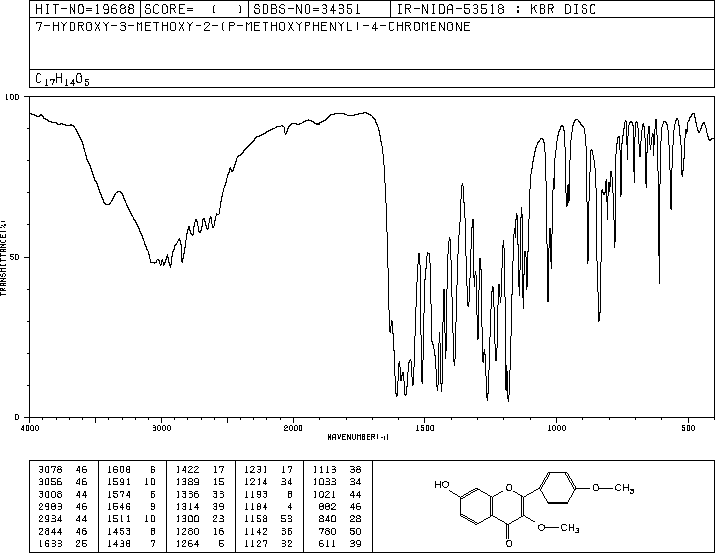 HIT-NO=19688 SCORE= ( ) SDBS-NO=34351 IR-NIDA-53518 : KBR DISC
7-HYDROXY-3-METHOXY-2-(P-METHOXYPHENYL)-4-CHROMENONE
C17H14O5
100
50
0
TRANSMITTANCE(%)
4000 3000 2000 1500 1000 500
WAVENUMBER(-1)
3078 46 1608 6 1422 17 1231 17 1113 38
3056 46 1591 10 1389 15 1214 34 1033 34
3008 44 1574 6 1336 33 1193 8 1021 44
2989 46 1546 9 1314 39 1184 4 882 46
2934 44 1511 10 1300 23 1158 53 840 28
2844 46 1453 8 1280 16 1142 36 780 50
1633 25 1438 7 1264 5 1127 32 611 39
HO O O—CH3
O—CH3
O